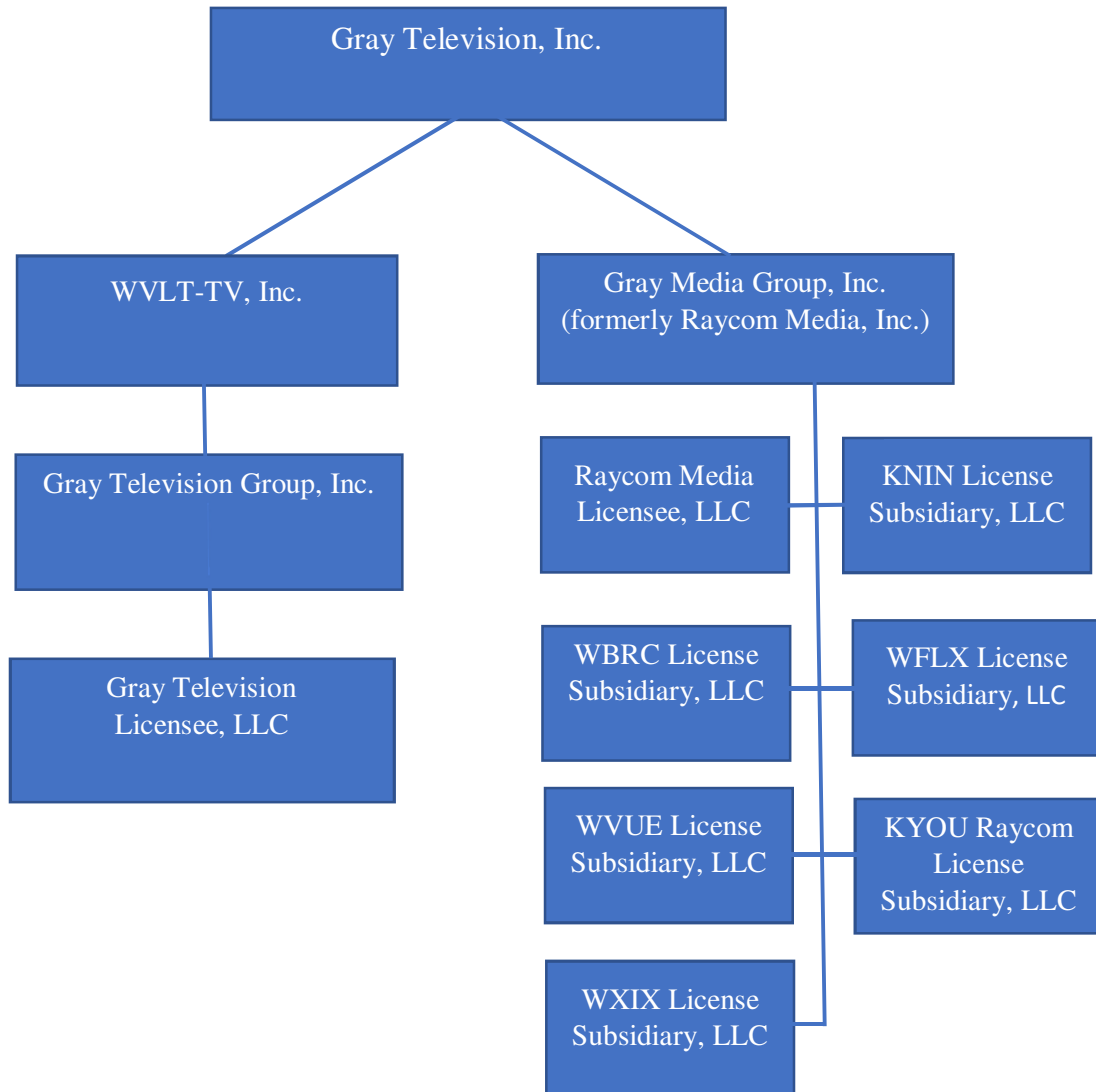 Gray Television, Inc.
WVLT-TV, Inc.
Gray Media Group, Inc.
(formerly Raycom Media, Inc.)
Gray Television Group, Inc.
Raycom Media
Licensee, LLC
KNIN License
Subsidiary, LLC
Gray Television
Licensee, LLC
WBRC License
Subsidiary, LLC
WFLX License
Subsidiary, LLC
WVUE License
Subsidiary, LLC
KYOU Raycom
License
Subsidiary, LLC
WXIX License
Subsidiary, LLC